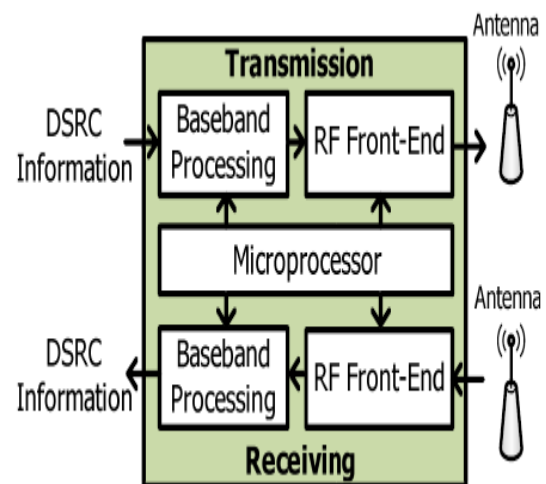 Antenna
Transmission
DSRC
Information
Baseband
Processing
RF Front-End
Microprocessor
Antenna
DSRC
Information
Baseband
Processing
RF Front-End
Receiving